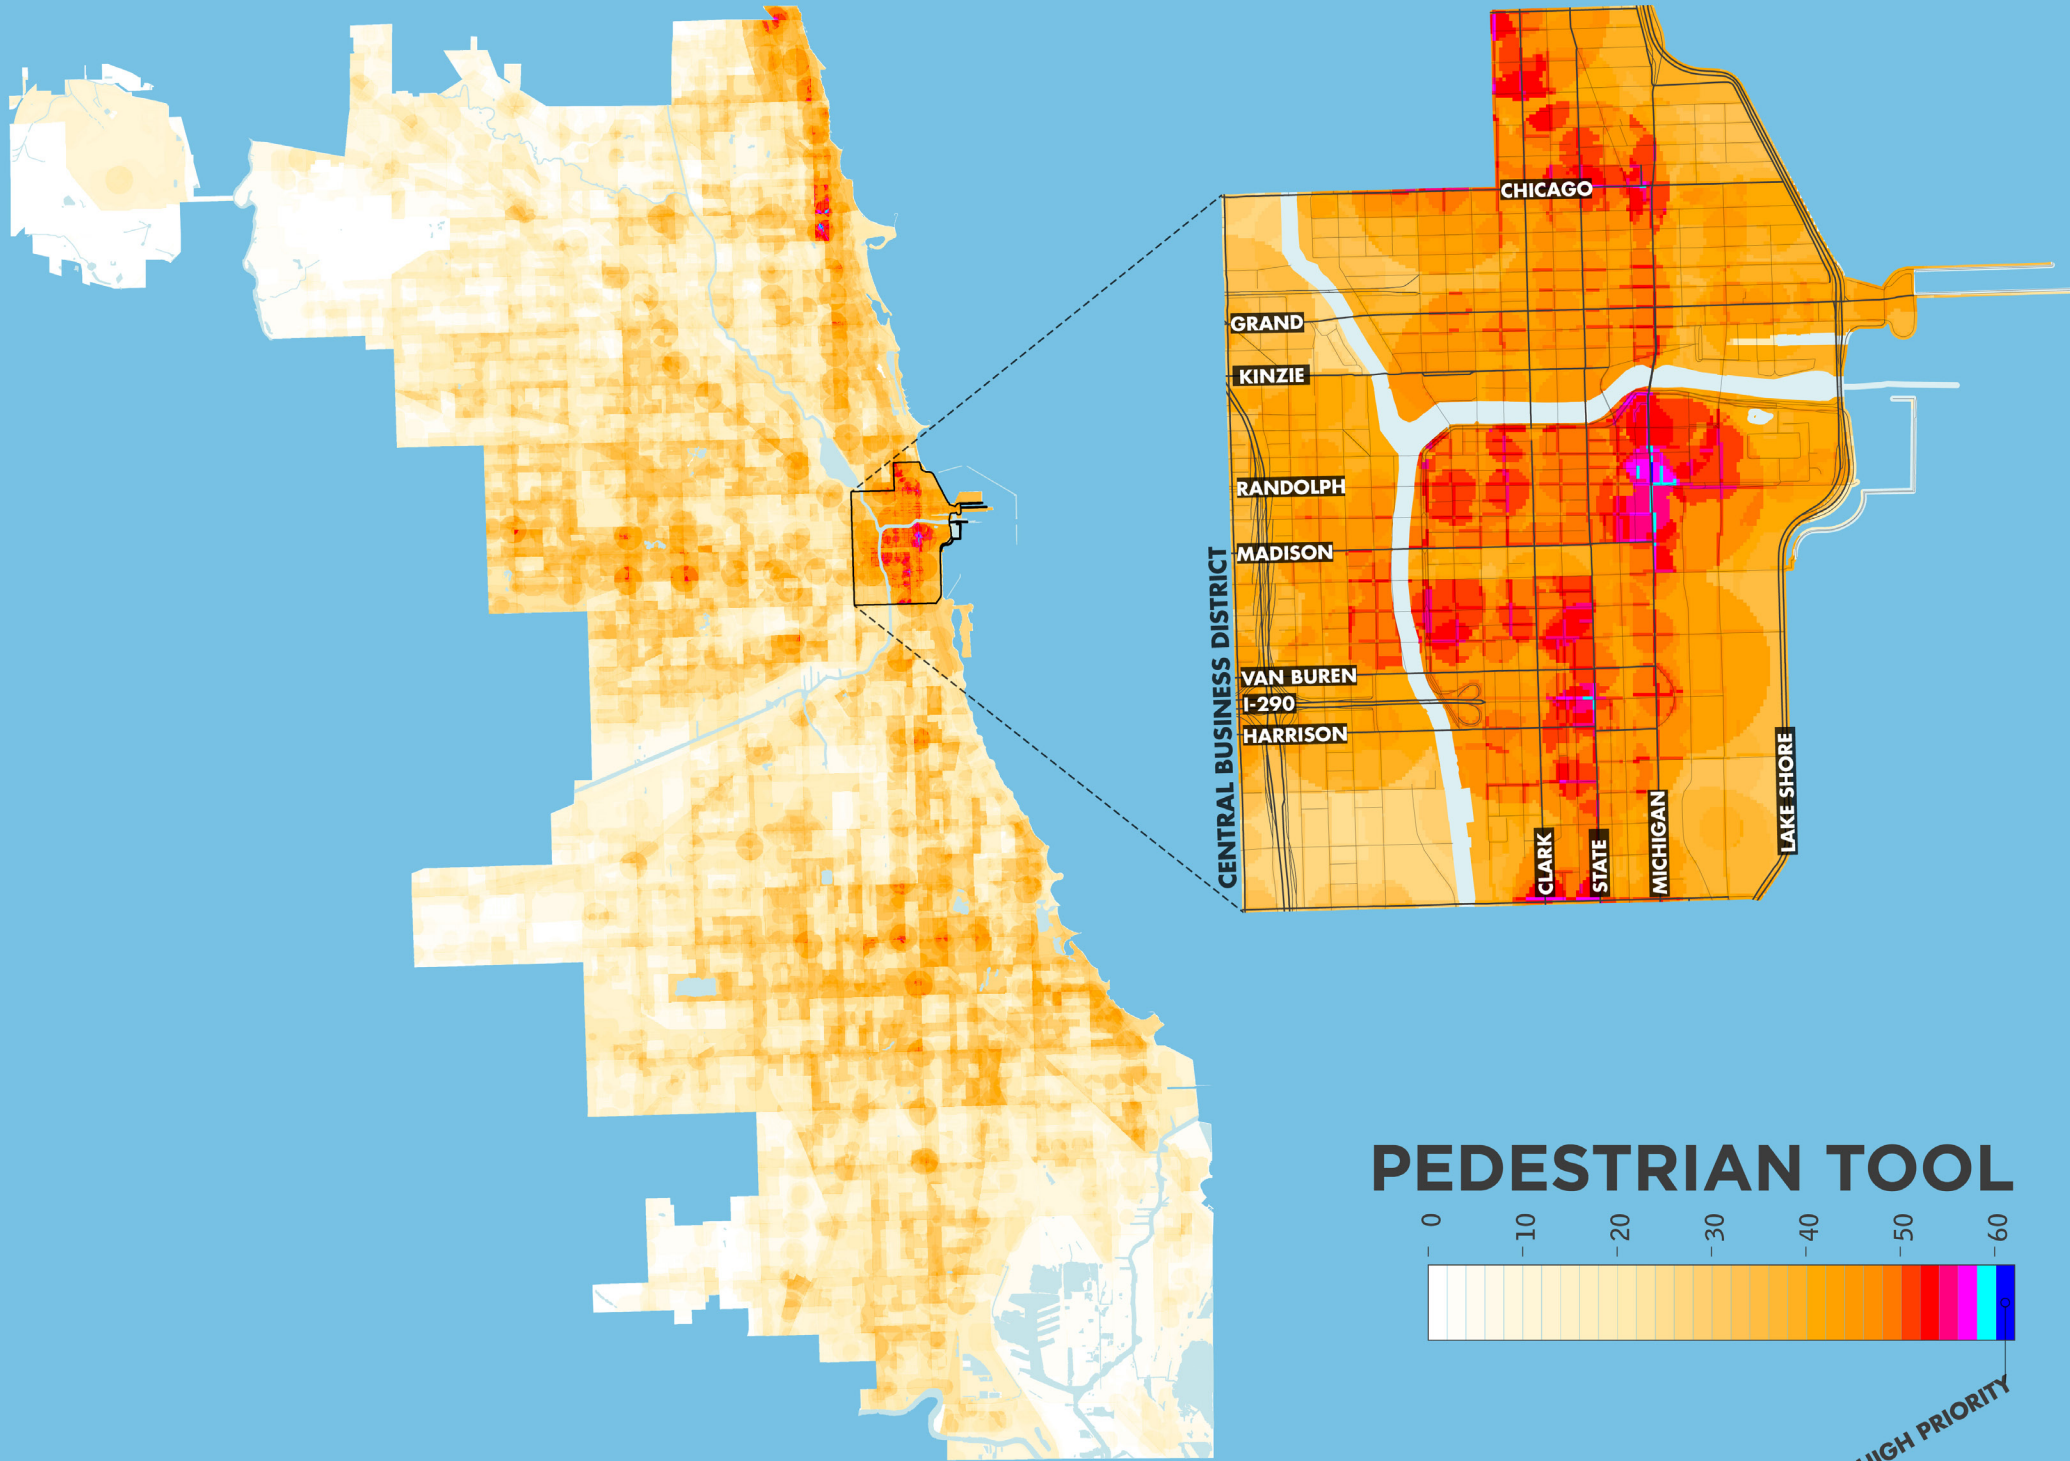 CHICAGO
GRAND
KINZIE
RANDOLPH
MADISON
VAN BUREN
I-290
HARRISON
CENTRAL BUSINESS DISTRICT
CLARK
STATE
MICHIGAN
LAKE SHORE
PEDESTRIAN TOOL
0 10 20 30 40 50 60
HIGH PRIORITY